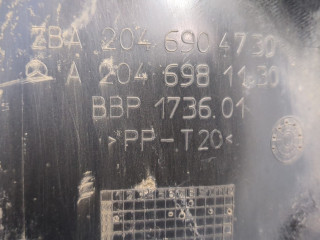 ZBA 204 690 47 30
A 204 698 11 30
BBP 1736.01
>PP-T20<